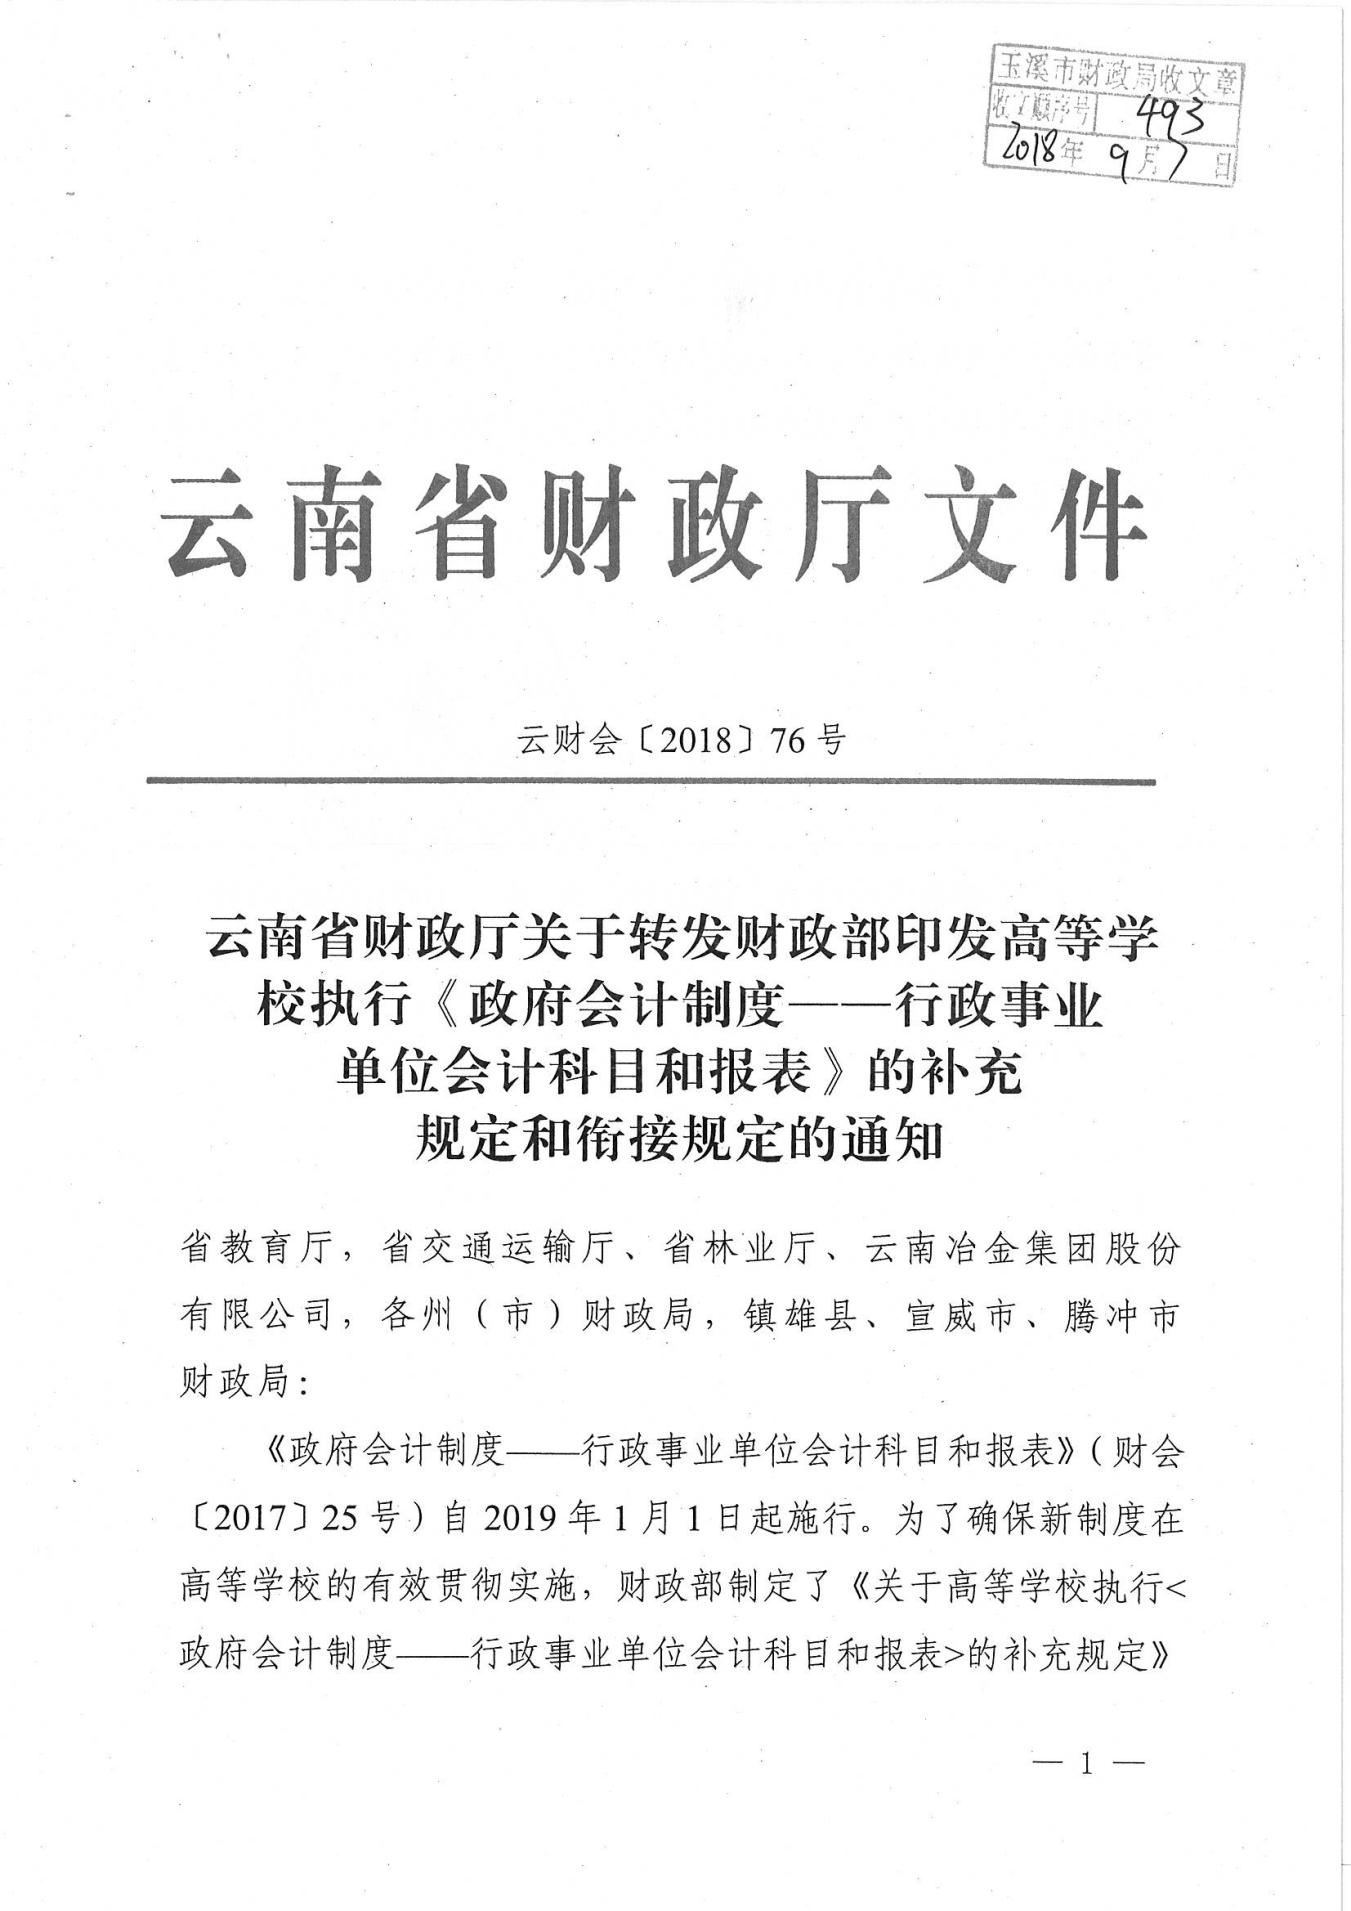 玉溪市财政局收文章
收文顺序号 493
2018年 9月7日
云南省财政厅文件
云财会〔2018〕76号
云南省财政厅关于转发财政部印发高等学
校执行《政府会计制度——行政事业
单位会计科目和报表》的补充
规定和衔接规定的通知
省教育厅，省交通运输厅、省林业厅、云南冶金集团股份
有限公司，各州（市）财政局，镇雄县、宣威市、腾冲市
财政局：
《政府会计制度——行政事业单位会计科目和报表》（财会
〔2017〕25号）自2019年1月1日起施行。为了确保新制度在
高等学校的有效贯彻实施，财政部制定了《关于高等学校执行<
政府会计制度——行政事业单位会计科目和报表>的补充规定》
— 1 —